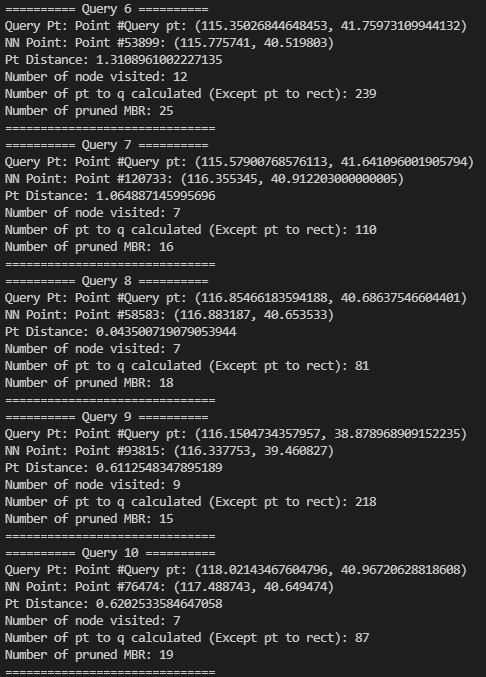 ========== Query 6 ==========
Query Pt: Point #Query pt: (115.35026844648453, 41.75973109944132)
NN Point: Point #53899: (115.775741, 40.519803)
Pt Distance: 1.3108961002227135
Number of node visited: 12
Number of pt to q calculated (Except pt to rect): 239
Number of pruned MBR: 25
==============================
========== Query 7 ==========
Query Pt: Point #Query pt: (115.57900768576113, 41.641096001905794)
NN Point: Point #120733: (116.355345, 40.912203000000005)
Pt Distance: 1.064887145995696
Number of node visited: 7
Number of pt to q calculated (Except pt to rect): 110
Number of pruned MBR: 16
==============================
========== Query 8 ==========
Query Pt: Point #Query pt: (116.85466183594188, 40.68637546604401)
NN Point: Point #58583: (116.883187, 40.653533)
Pt Distance: 0.043500719079053944
Number of node visited: 7
Number of pt to q calculated (Except pt to rect): 81
Number of pruned MBR: 18
==============================
========== Query 9 ==========
Query Pt: Point #Query pt: (116.1504734357957, 38.878968909152235)
NN Point: Point #93815: (116.337753, 39.460827)
Pt Distance: 0.6112548347895189
Number of node visited: 9
Number of pt to q calculated (Except pt to rect): 218
Number of pruned MBR: 15
==============================
========== Query 10 ==========
Query Pt: Point #Query pt: (118.02143467604796, 40.96720628818608)
NN Point: Point #76474: (117.488743, 40.649474)
Pt Distance: 0.6202533584647058
Number of node visited: 7
Number of pt to q calculated (Except pt to rect): 87
Number of pruned MBR: 19
==============================